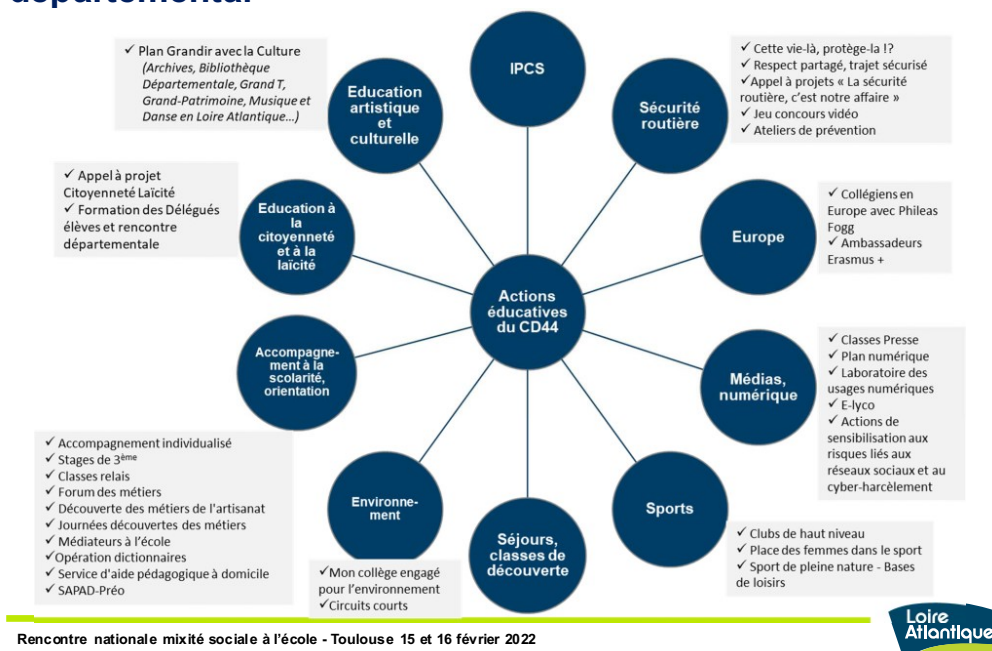 départemental
✓ Plan Grandir avec la Culture
(Archives, Bibliothèque
Départementale, Grand T,
Grand-Patrimoine, Musique et
Danse en Loire Atlantique…)
Education
artistique
et
culturelle
IPCS
Sécurité
routière
✓ Cette vie-là, protège-la !?
✓ Respect partagé, trajet sécurisé
✓Appel à projets « La sécurité
routière, c’est notre affaire »
✓ Jeu concours vidéo
✓ Ateliers de prévention
✓ Appel à projet
Citoyenneté Laïcité
✓ Formation des Délégués
élèves et rencontre
départementale
Education à
la
citoyenneté
et à la
laïcité
Europe
✓ Collégiens en
Europe avec Phileas
Fogg
✓ Ambassadeurs
Erasmus +
Actions
éducatives
du CD44
Accompagne-
ment à la
scolarité,
orientation
Médias,
numérique
✓ Classes Presse
✓ Plan numérique
✓ Laboratoire des
usages numériques
✓ E-lyco
✓ Actions de
sensibilisation aux
risques liés aux
réseaux sociaux et au
cyber-harcèlement
✓ Accompagnement individualisé
✓ Stages de 3ème
✓ Classes relais
✓ Forum des métiers
✓ Découverte des métiers de l’artisanat
✓ Journées découvertes des métiers
✓ Médiateurs à l’école
✓Opération dictionnaires
✓ Service d’aide pédagogique à domicile
✓ SAPAD-Préo
Environne-
ment
✓Mon collège engagé
pour l’environnement
✓Circuits courts
Séjours,
classes de
découverte
Sports
✓ Clubs de haut niveau
✓ Place des femmes dans le sport
✓ Sport de pleine nature - Bases
de loisirs
Rencontre nationale mixité sociale à l’école - Toulouse 15 et 16 février 2022
Loire
Atlantique